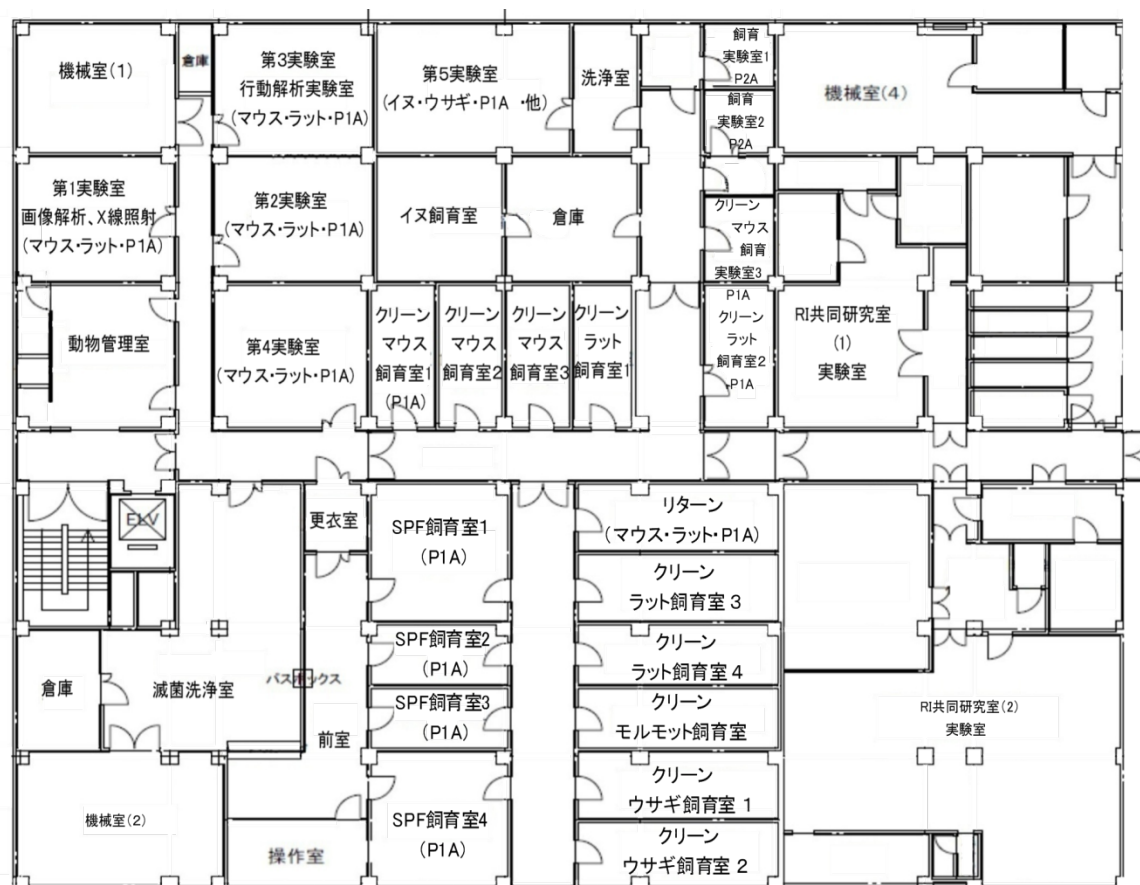 機械室(1)
倉庫
第3実験室
行動解析実験室
(マウス・ラット・P1A)
第5実験室
(イヌ・ウサギ・P1A ・他)
洗浄室
飼育
実験室1
P2A
飼育
実験室2
P2A
機械室(4)
第1実験室
画像解析、X線照射
(マウス・ラット・P1A)
第2実験室
(マウス・ラット・P1A)
イヌ飼育室
倉庫
クリーン
マウス
飼育
実験室3
P1A
クリーン
ラット
飼育室2
P1A
動物管理室
第4実験室
(マウス・ラット・P1A)
クリーン
マウス
飼育室1
(P1A)
クリーン
マウス
飼育室2
クリーン
マウス
飼育室3
クリーン
ラット
飼育室1
RI共同研究室
(1)
実験室
ELV
更衣室
SPF飼育室1
(P1A)
リターン
(マウス・ラット・P1A)
クリーン
ラット飼育室 3
倉庫
滅菌洗浄室
パスボックス
前室
SPF飼育室2
(P1A)
SPF飼育室3
(P1A)
クリーン
ラット飼育室 4
クリーン
モルモット飼育室
RI共同研究室(2)
実験室
機械室(2)
操作室
SPF飼育室4
(P1A)
クリーン
ウサギ飼育室 1
クリーン
ウサギ飼育室 2